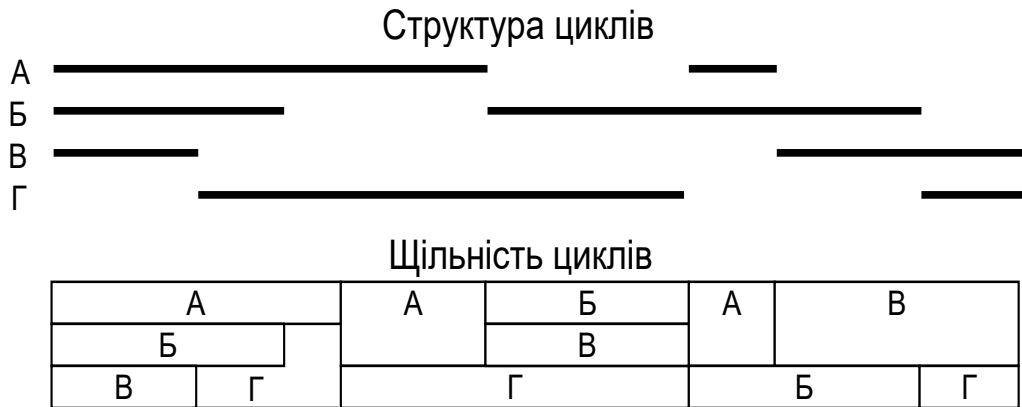 Структура циклів
А
Б
В
Г
Щільність циклів
А А Б А В
Б В
В Г Г Б Г